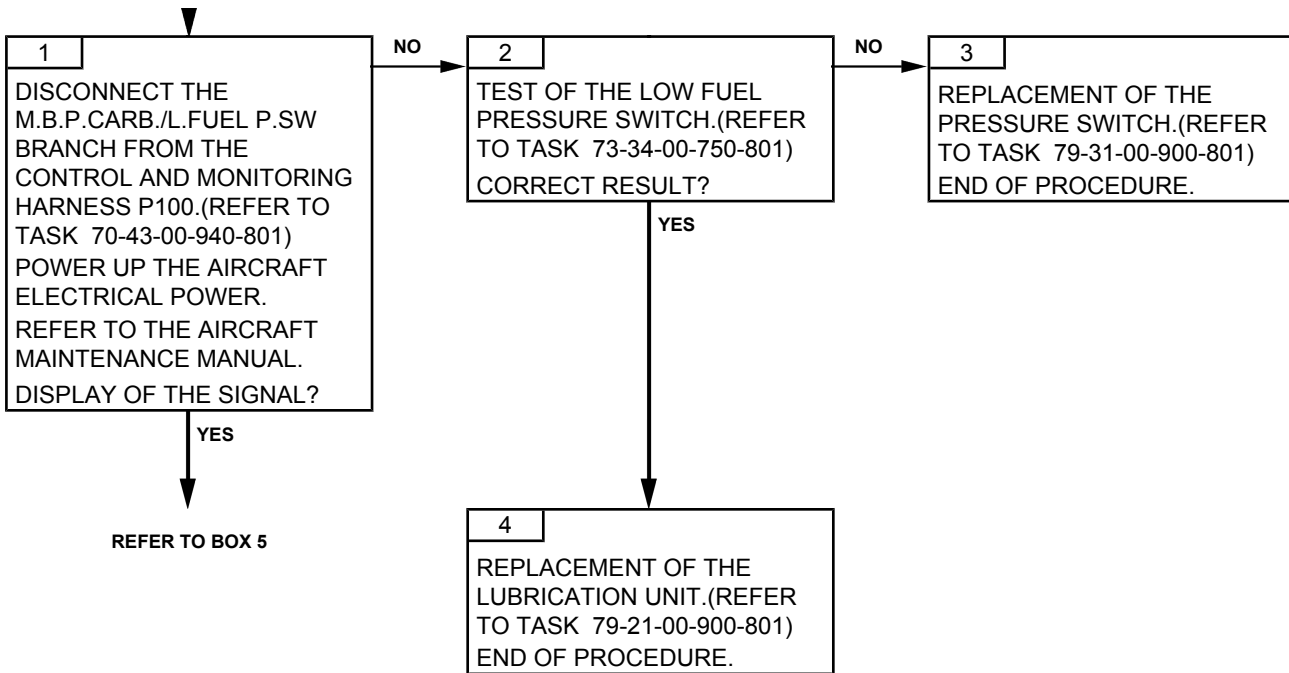 1
DISCONNECT THE
M.B.P.CARB./L.FUEL P.SW
BRANCH FROM THE
CONTROL AND MONITORING
HARNESS P100.(REFER TO
TASK 70-43-00-940-801)
POWER UP THE AIRCRAFT
ELECTRICAL POWER.
REFER TO THE AIRCRAFT
MAINTENANCE MANUAL.
DISPLAY OF THE SIGNAL?
NO
YES
REFER TO BOX 5
2
TEST OF THE LOW FUEL
PRESSURE SWITCH.(REFER
TO TASK 73-34-00-750-801)
CORRECT RESULT?
NO
YES
3
REPLACEMENT OF THE
PRESSURE SWITCH.(REFER
TO TASK 79-31-00-900-801)
END OF PROCEDURE.
4
REPLACEMENT OF THE
LUBRICATION UNIT.(REFER
TO TASK 79-21-00-900-801)
END OF PROCEDURE.